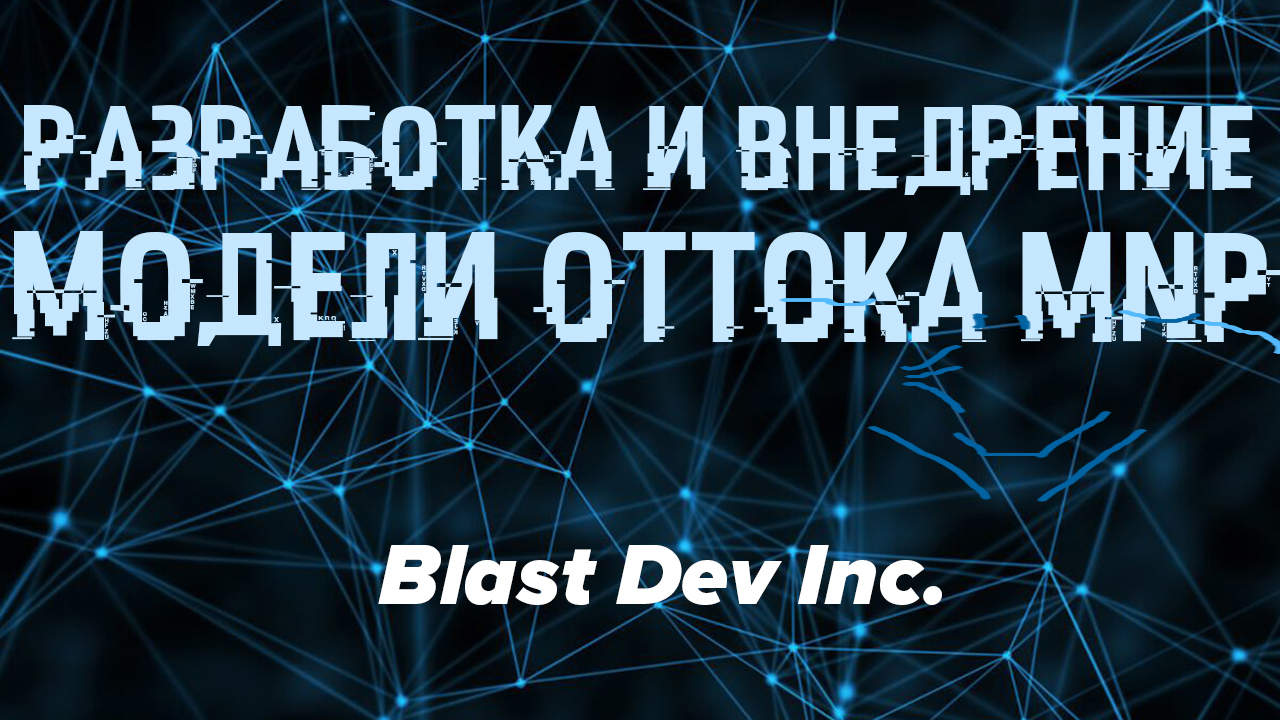 РАЗРАБОТКА И ВНЕДРЕНИЕ
МОДЕЛИ ОТТОКА MNP
Blast Dev Inc.